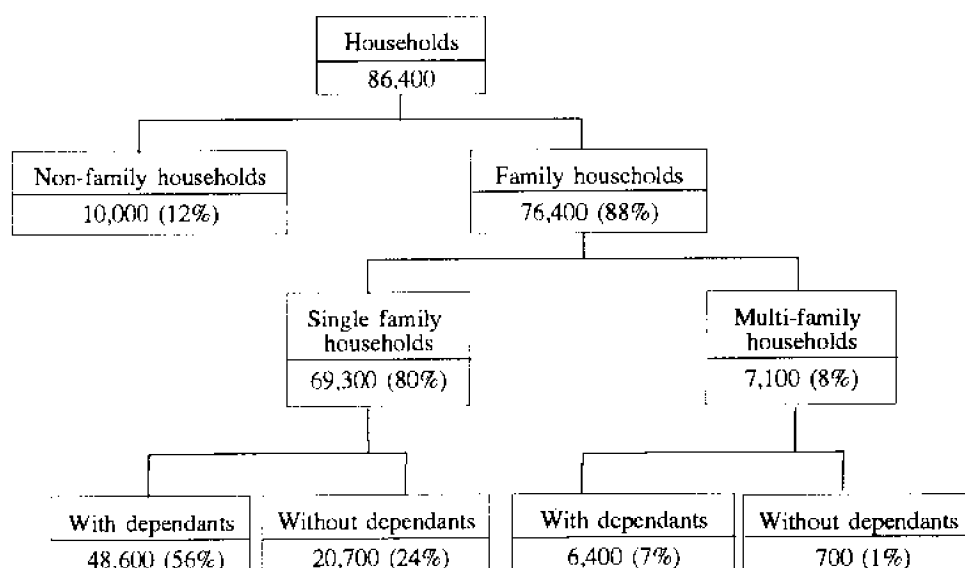 Households
86,400
Non-family households
10,000 (12%)
Family households
76,400 (88%)
Single family
households
69,300 (80%)
Multi-family
households
7,100 (8%)
With dependants
48,600 (56%)
Without dependants
20,700 (24%)
With dependants
6,400 (7%)
Without dependants
700 (1%)